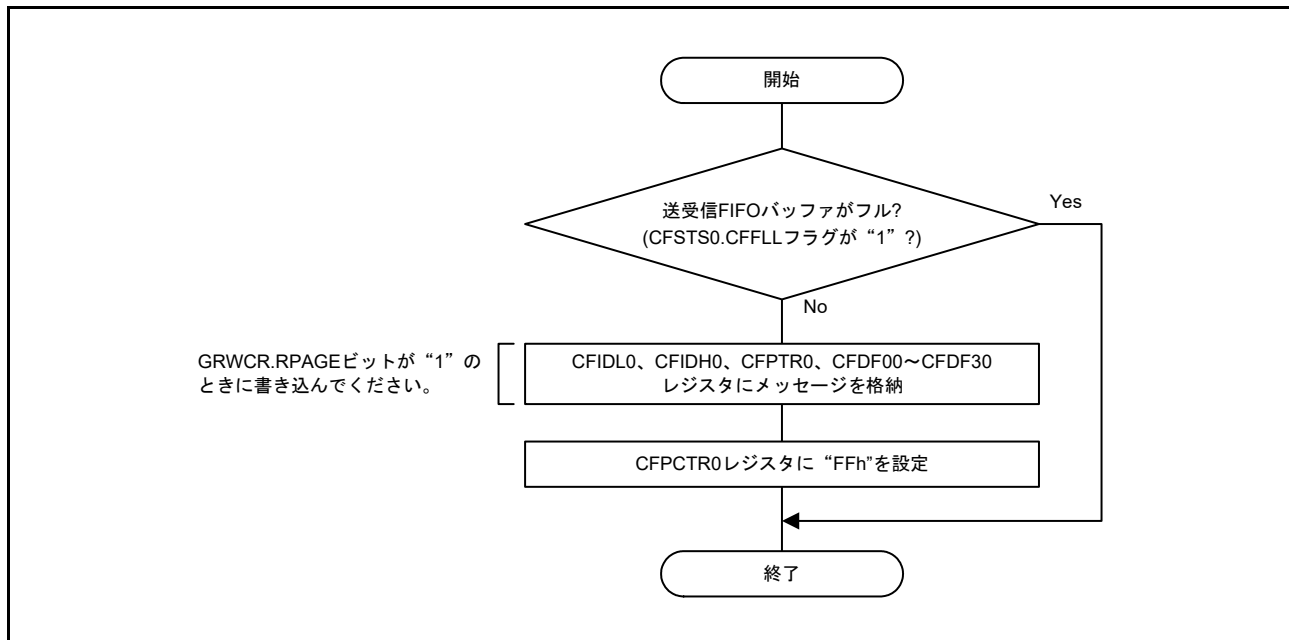 開始
送受信FIFOバッファがフル?
(CFSTS0.CFFLLフラグが“1”?)
Yes
No
GRWCR.RPAGEビットが“1”の
ときに書き込んでください。
CFIDL0、CFIDH0、CFPTR0、CFDF00～CFDF30
レジスタにメッセージを格納
CFPCTR0レジスタに“FFh”を設定
終了